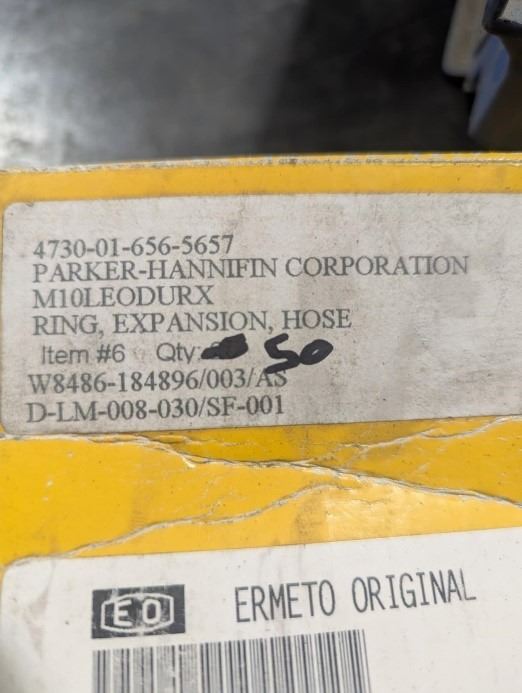 4730-01-656-5657
PARKER-HANNIFIN CORPORATION
M10LEODURX
RING, EXPANSION, HOSE
Item #6 Qty: 50
W8486-184896/003/AS
D-LM-008-030/SF-001
EO ERMETO ORIGINAL